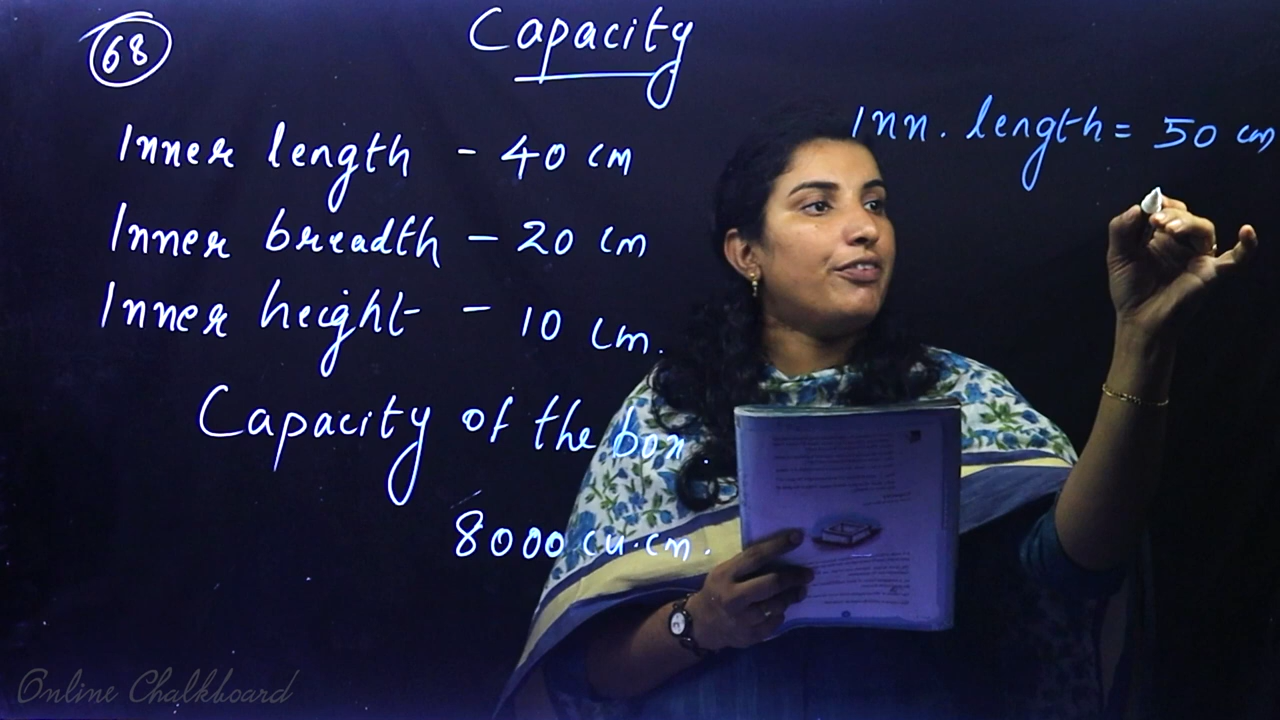 68
Capacity
Inner length - 40 cm
Inner breadth - 20 cm
Inner height - 10 cm.
Capacity of the box.
8000 cu.cm.
Inn. length = 50 cm
Online Chalkboard